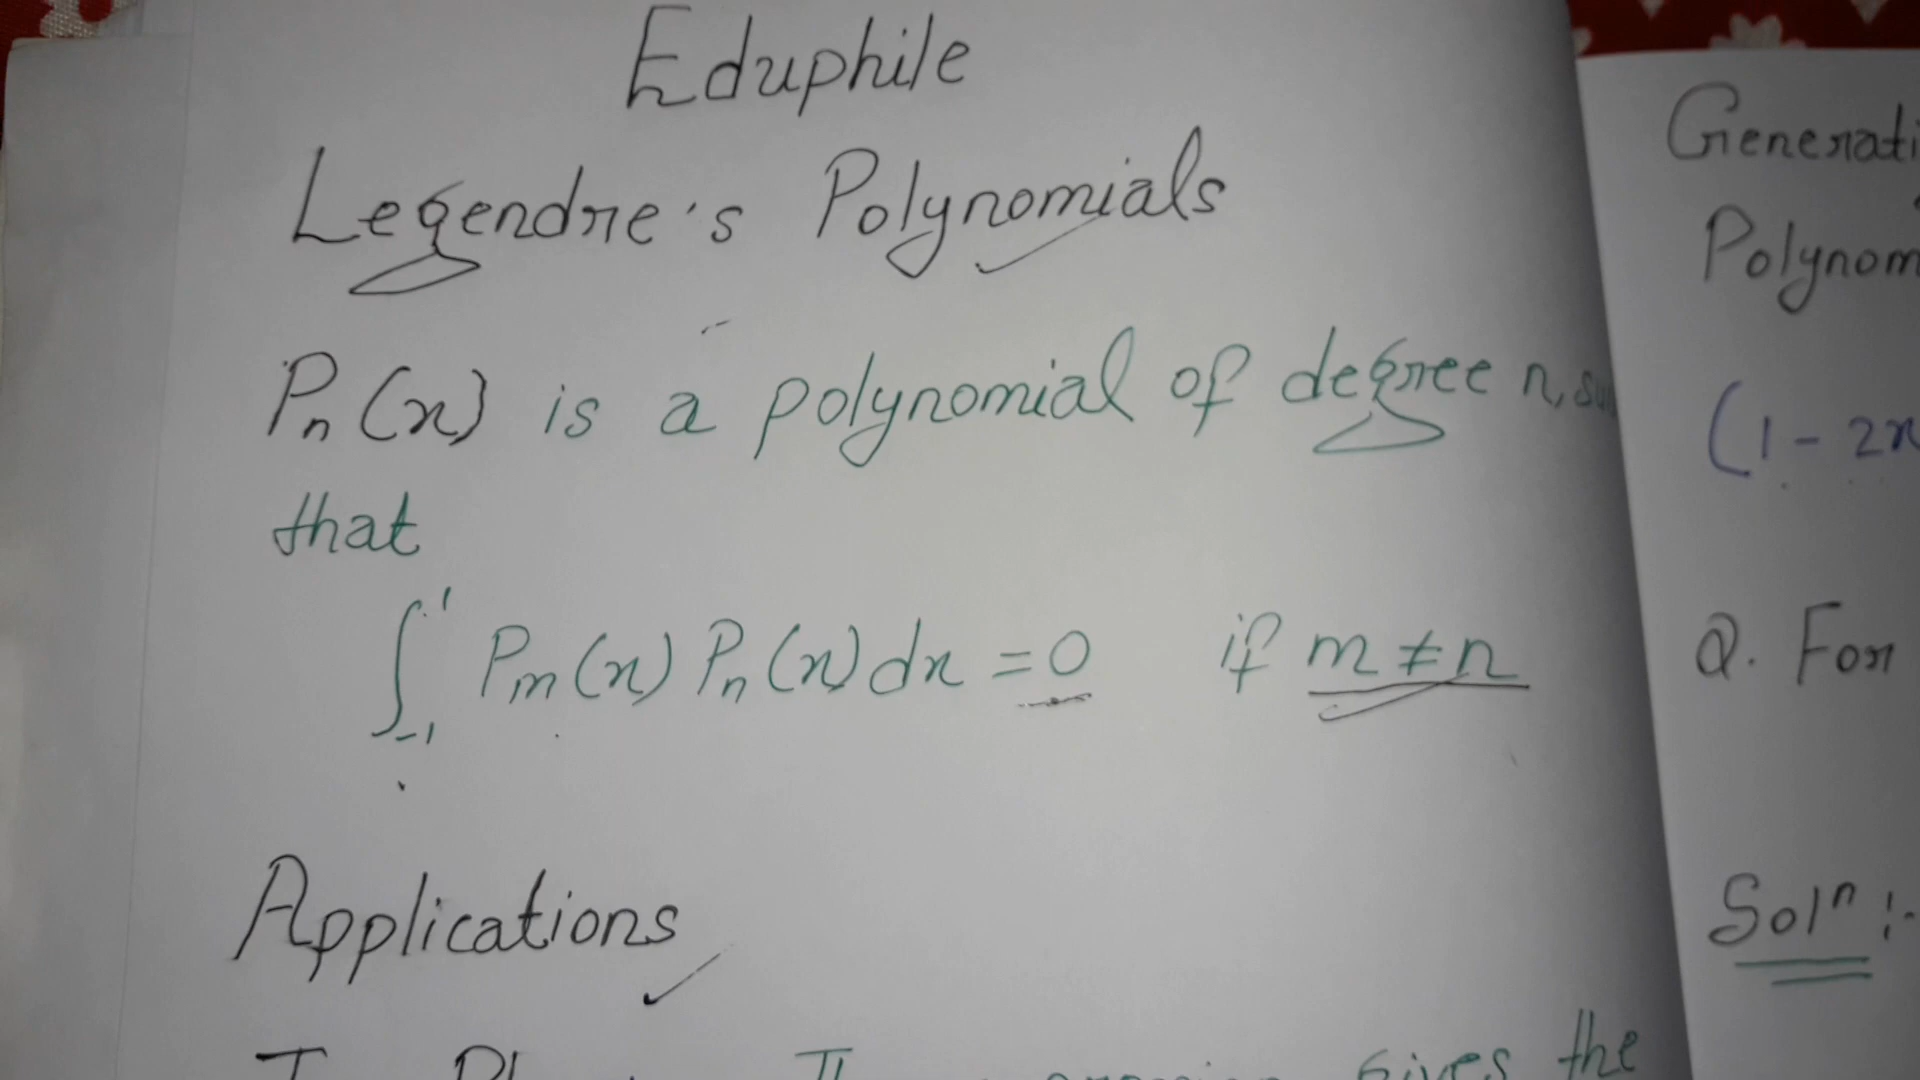 Eduphile
Legendre's Polynomials
Pn(x) is a polynomial of degree n,
that
∫₋₁¹ Pm(x) Pn(x) dx = 0 if m ≠ n
Applications
gives the
Generati
Polynom
(1 - 2x
Q. For
Solⁿ :-